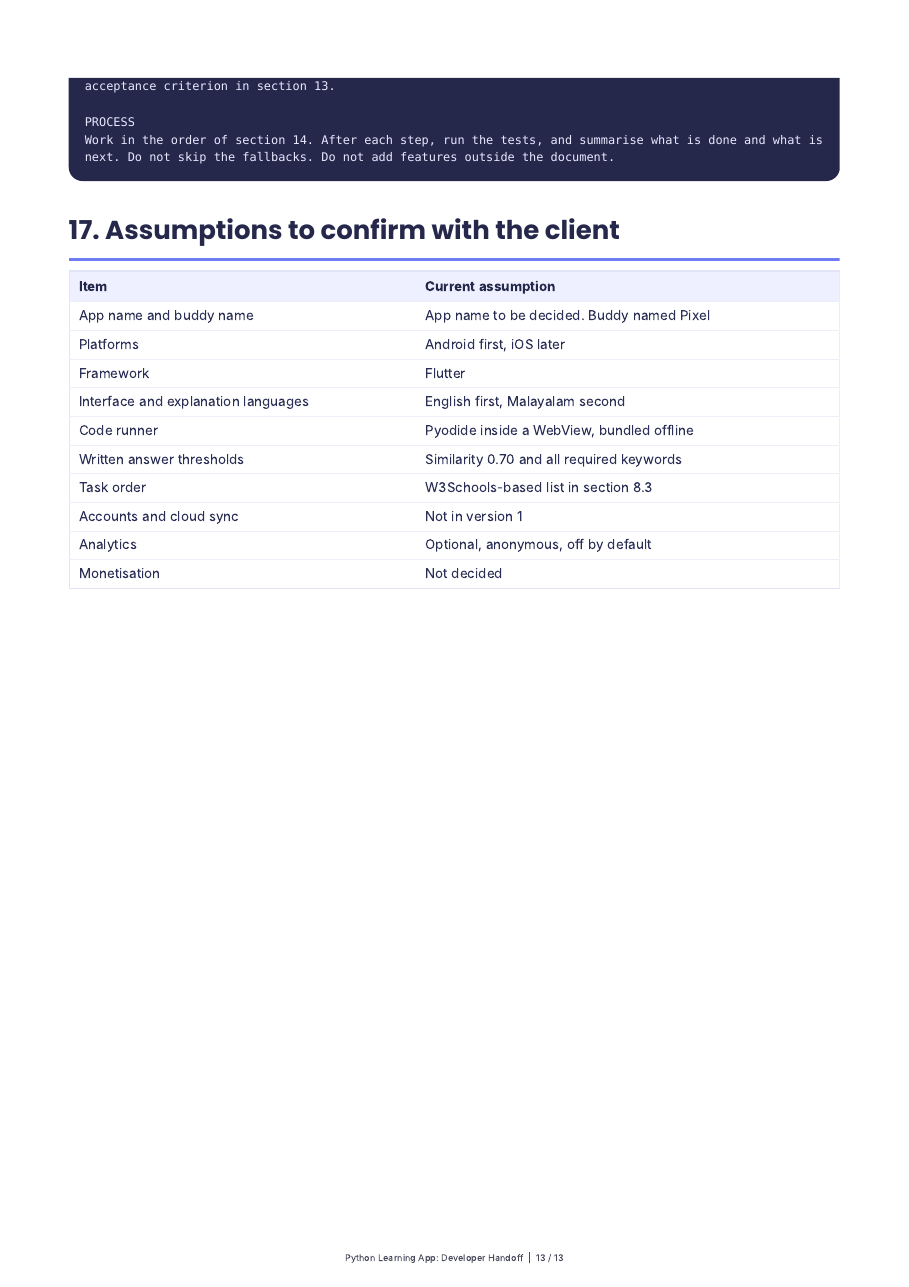 acceptance criterion in section 13.
PROCESS
Work in the order of section 14. After each step, run the tests, and summarise what is done and what is
next. Do not skip the fallbacks. Do not add features outside the document.
17. Assumptions to confirm with the client
Item Current assumption
App name and buddy name App name to be decided. Buddy named Pixel
Platforms Android first, iOS later
Framework Flutter
Interface and explanation languages English first, Malayalam second
Code runner Pyodide inside a WebView, bundled offline
Written answer thresholds Similarity 0.70 and all required keywords
Task order W3Schools-based list in section 8.3
Accounts and cloud sync Not in version 1
Analytics Optional, anonymous, off by default
Monetisation Not decided
Python Learning App: Developer Handoff | 13 / 13